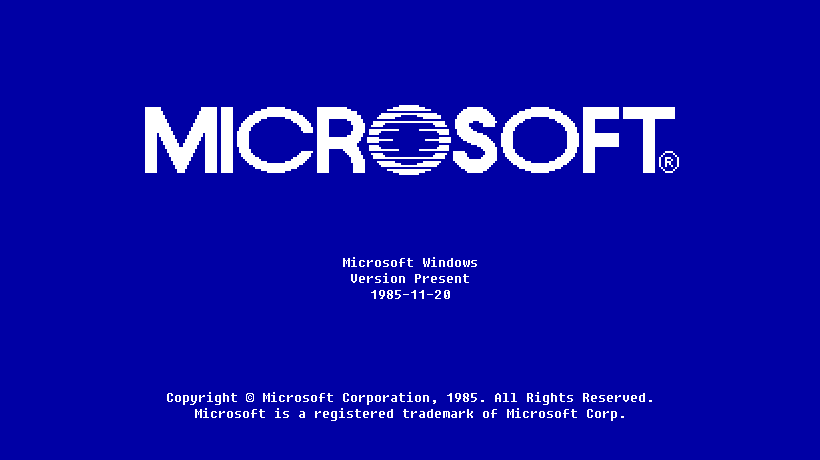 MICROSOFT®
Microsoft Windows
Version Present
1985-11-20
Copyright © Microsoft Corporation, 1985. All Rights Reserved.
Microsoft is a registered trademark of Microsoft Corp.